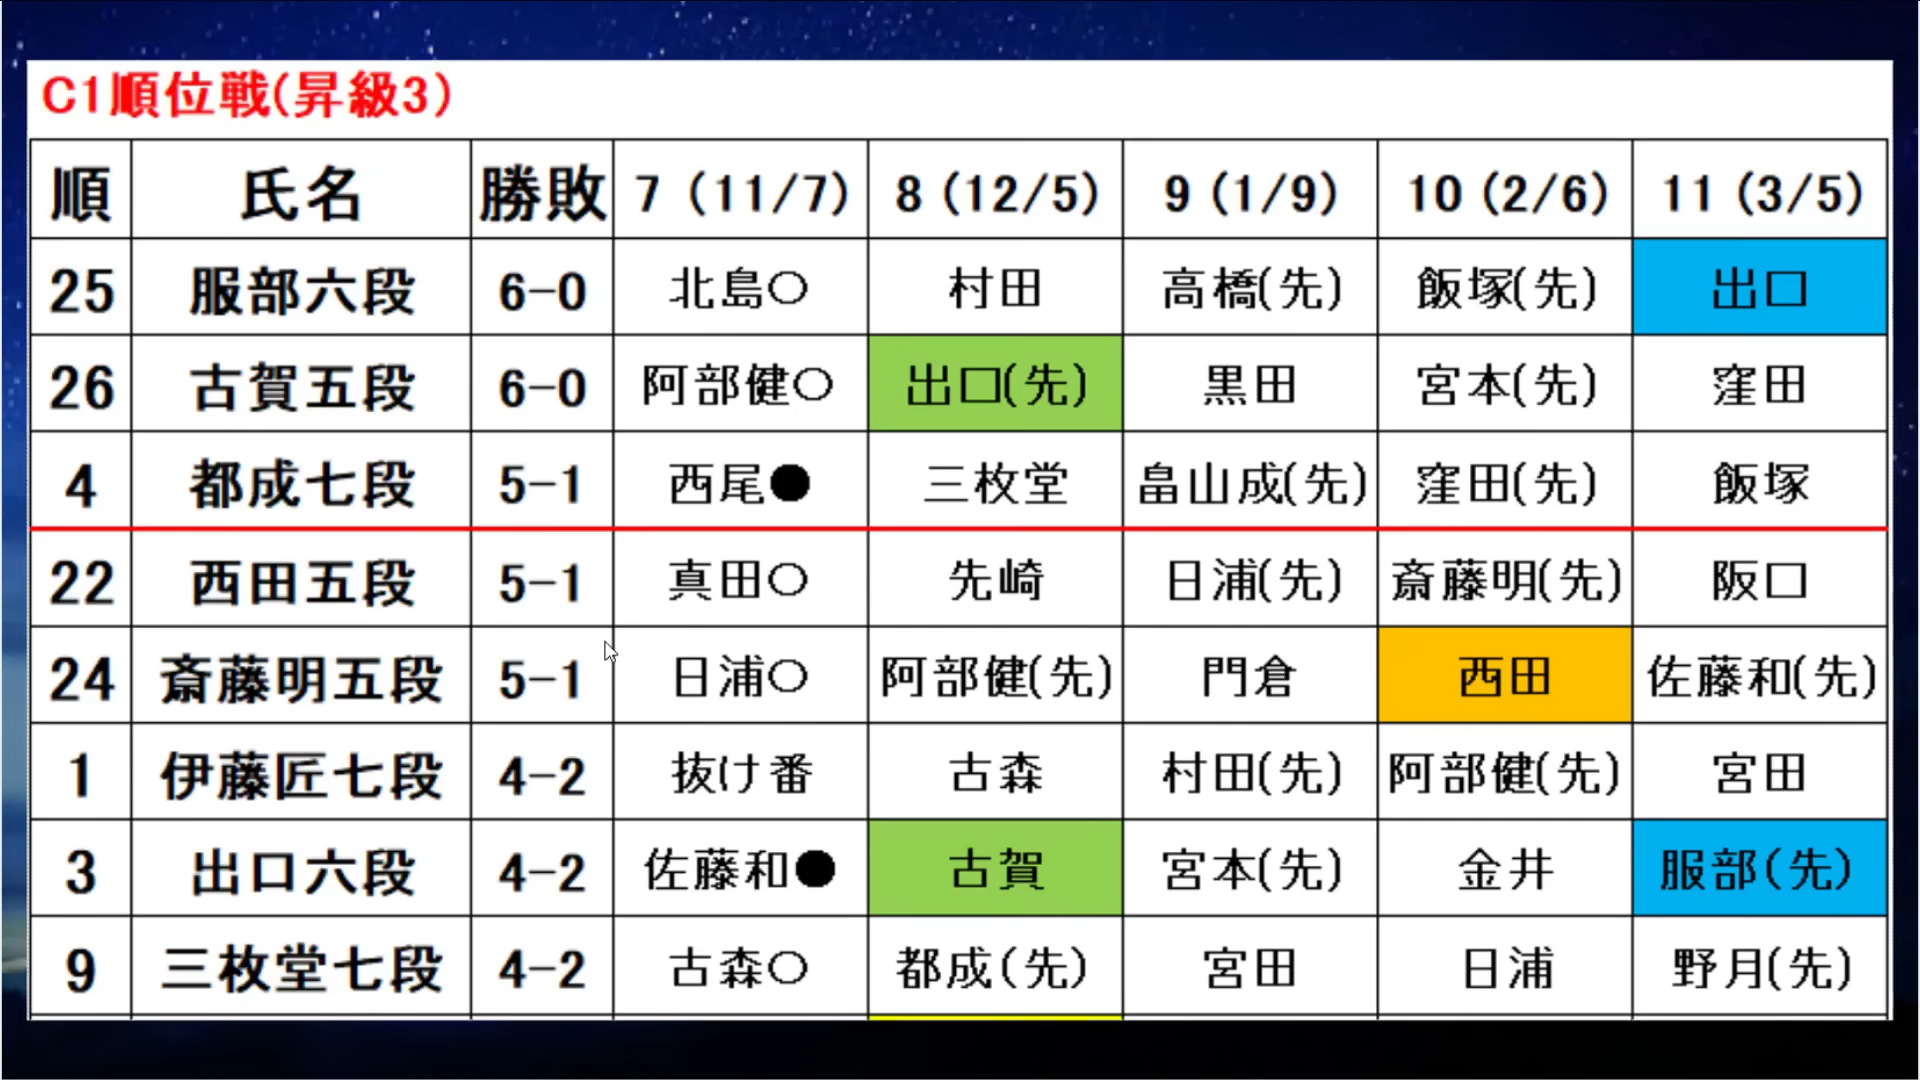 C1順位戦(昇級3)
順 氏名 勝敗 7 (11/7) 8 (12/5) 9 (1/9) 10 (2/6) 11 (3/5)
25 服部六段 6-0 北島○ 村田 高橋(先) 飯塚(先) 出口
26 古賀五段 6-0 阿部健○ 出口(先) 黒田 宮本(先) 窪田
4 都成七段 5-1 西尾● 三枚堂 畠山成(先) 窪田(先) 飯塚
22 西田五段 5-1 真田○ 先崎 日浦(先) 斎藤明(先) 阪口
24 斎藤明五段 5-1 日浦○ 阿部健(先) 門倉 西田 佐藤和(先)
1 伊藤匠七段 4-2 抜け番 古森 村田(先) 阿部健(先) 宮田
3 出口六段 4-2 佐藤和● 古賀 宮本(先) 金井 服部(先)
9 三枚堂七段 4-2 古森○ 都成(先) 宮田 日浦 野月(先)